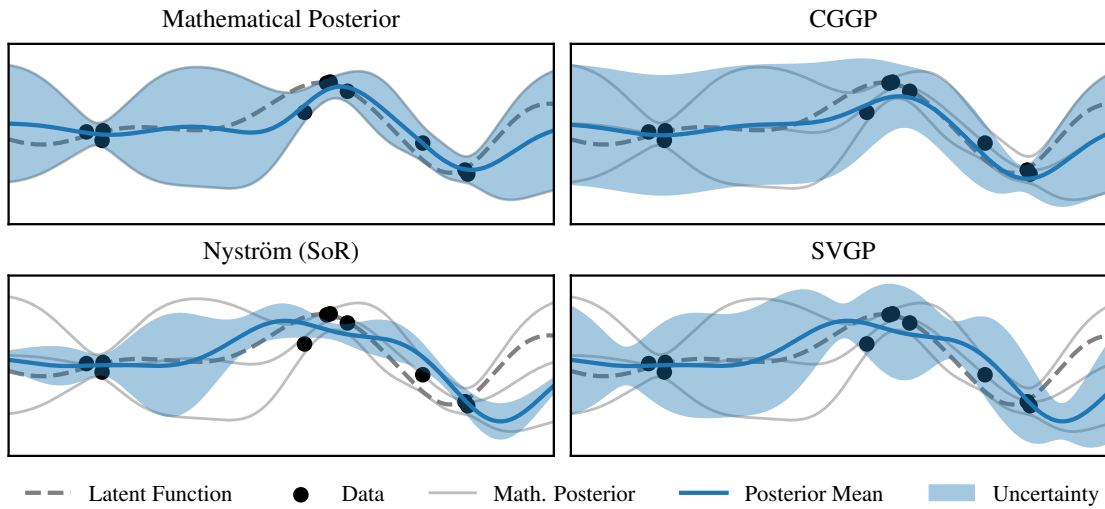 Mathematical Posterior
CGGP
Nyström (SoR)
SVGP
Latent Function
Data
Math. Posterior
Posterior Mean
Uncertainty